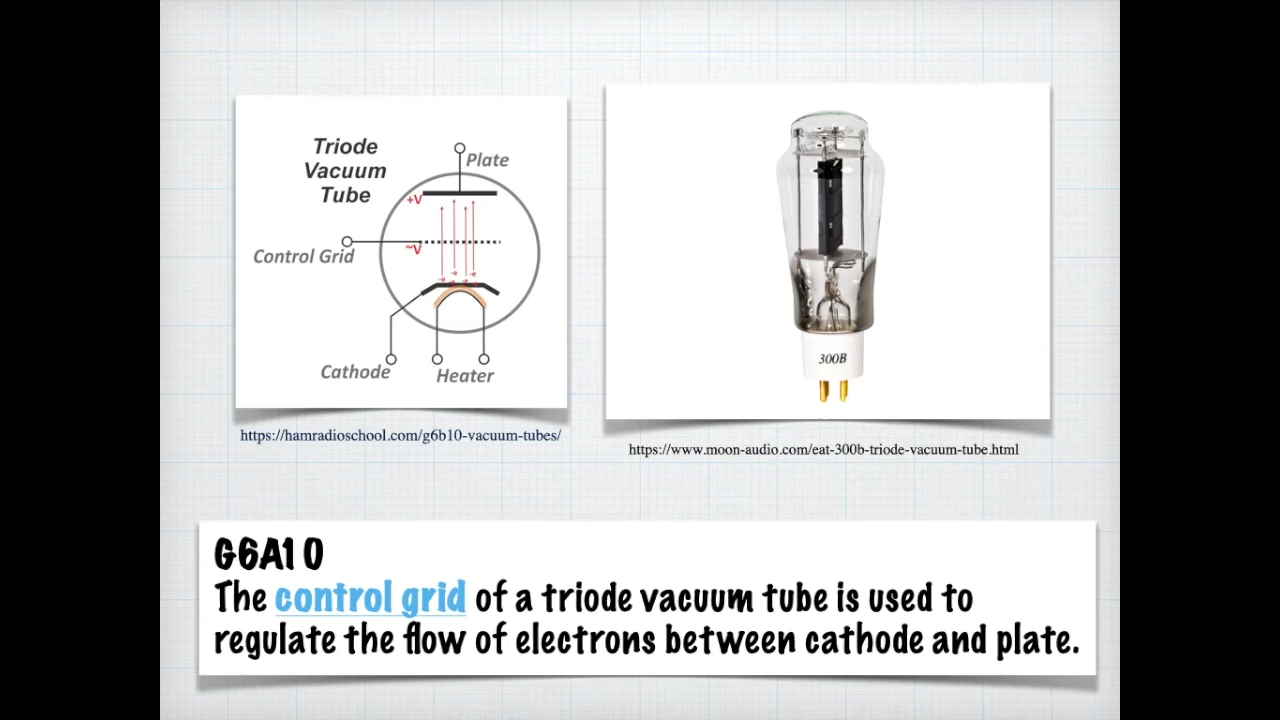 Triode
Vacuum
Tube
Plate
+V
Control Grid
~V
Cathode
Heater
300B
https://hamradioschool.com/g6b10-vacuum-tubes/
https://www.moon-audio.com/eat-300b-triode-vacuum-tube.html
G6A10
The control grid of a triode vacuum tube is used to
regulate the flow of electrons between cathode and plate.